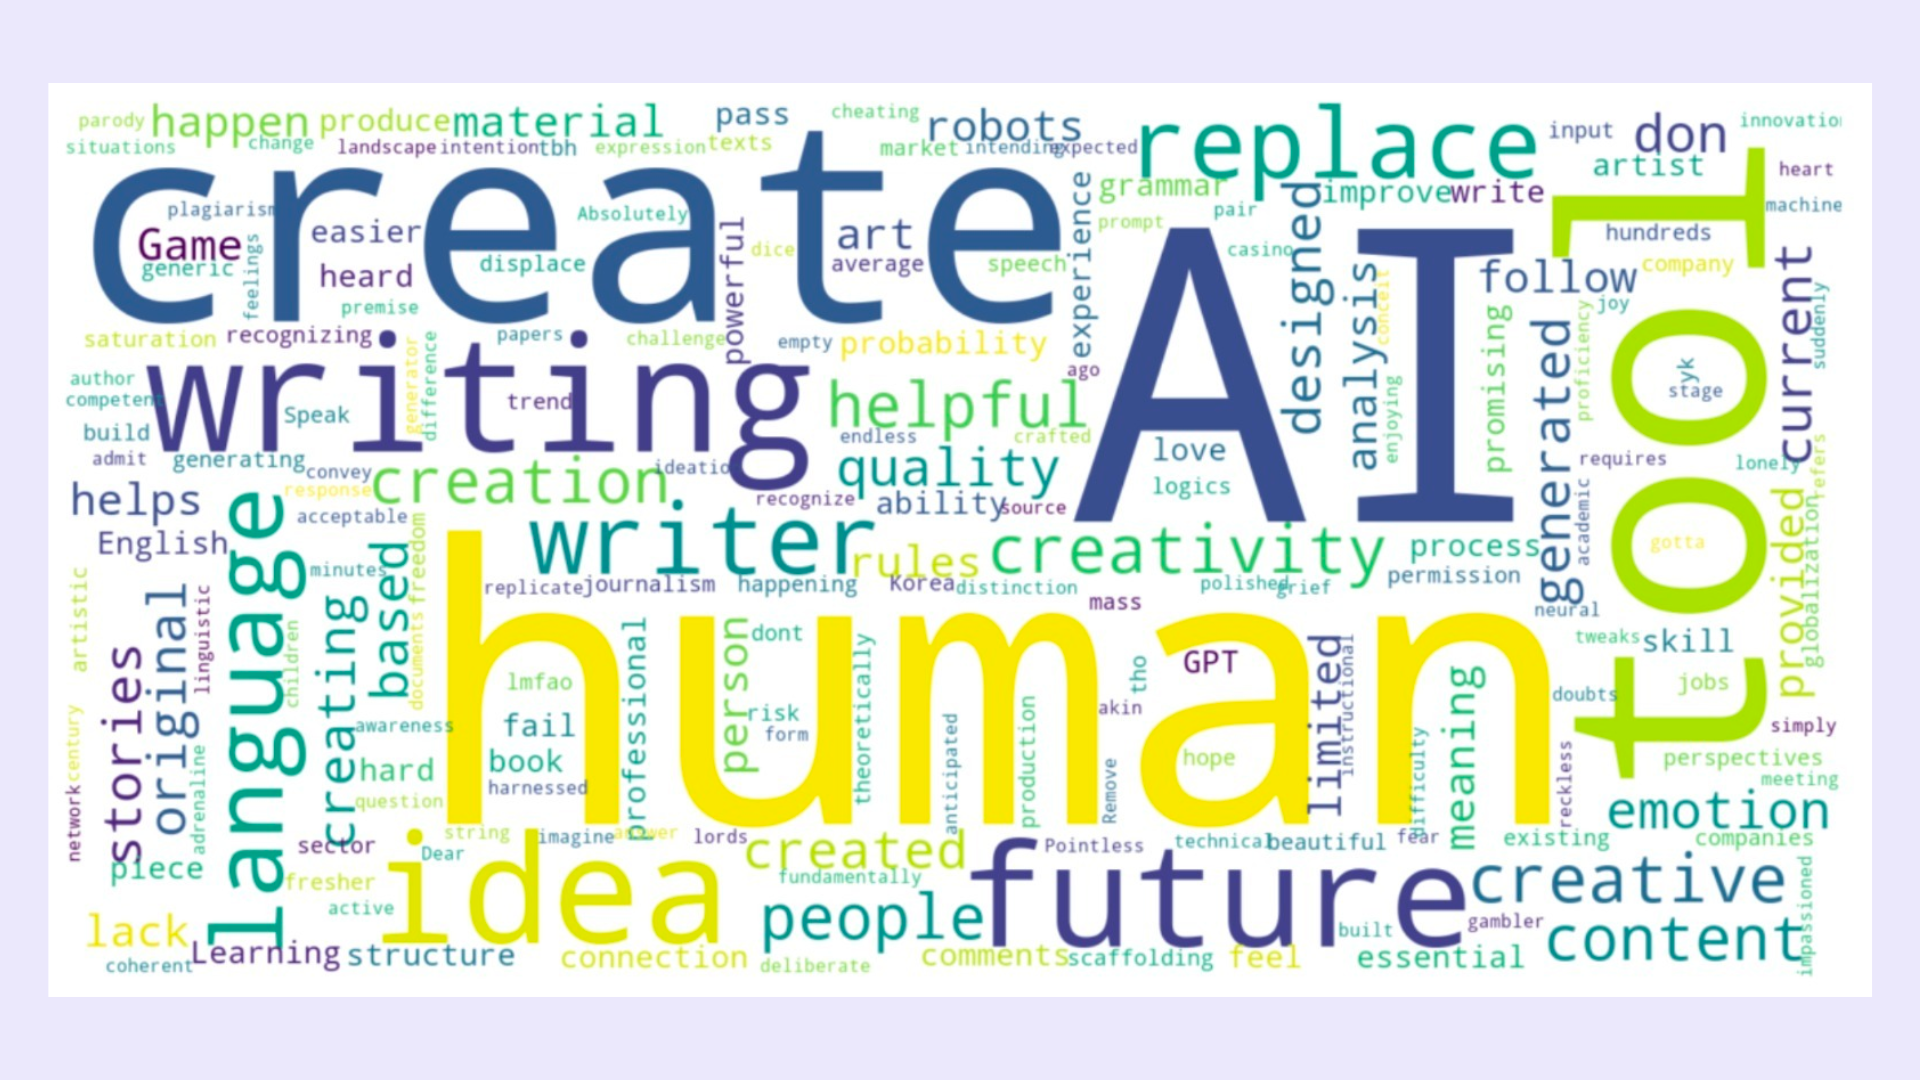 parody happen produce material pass cheating robots replace input don innovatio
situations change landscape intention tbh expression texts market intending expected artist heart
create
plagiarism Game easier Absolutely art grammar improve write pair machine
generic feelings heard displace powerful dice average speech experience prompt casino designed hundreds
premise AI analysis conceit follow company
saturation recognizing papers challenge empty probability ago joy current suddenly
writing
author generator difference trend helpful enjoying promising generated proficiency yk stage tool
competent Speak endless crafted love
build admit generating convey ideatio quality logics requires lonely refers
helps response creation recognize ability source academic
English acceptable freedom writer rules creativity process gotta provided globalization
minutes based replicate journalism happening Korea distinction polished grief permission
artistic original linguistic language children creating documents human mass neural
stories person dont theoretically tho GPT limited instructional tweaks skill
lmfao professional meaning doubts jobs
awareness fail risk form anticipated production akin simply
network century adrenaline hard book harnessed Remove hope difficulty reckless perspectives meeting
question emotion
sector string imagine answer lords created Pointless technical beautiful fear existing companies
piece Dear idea fundamentally future creative
fresher active people gambler impassioned
lack built content
coherent Learning structure connection deliberate comments scaffolding feel essential